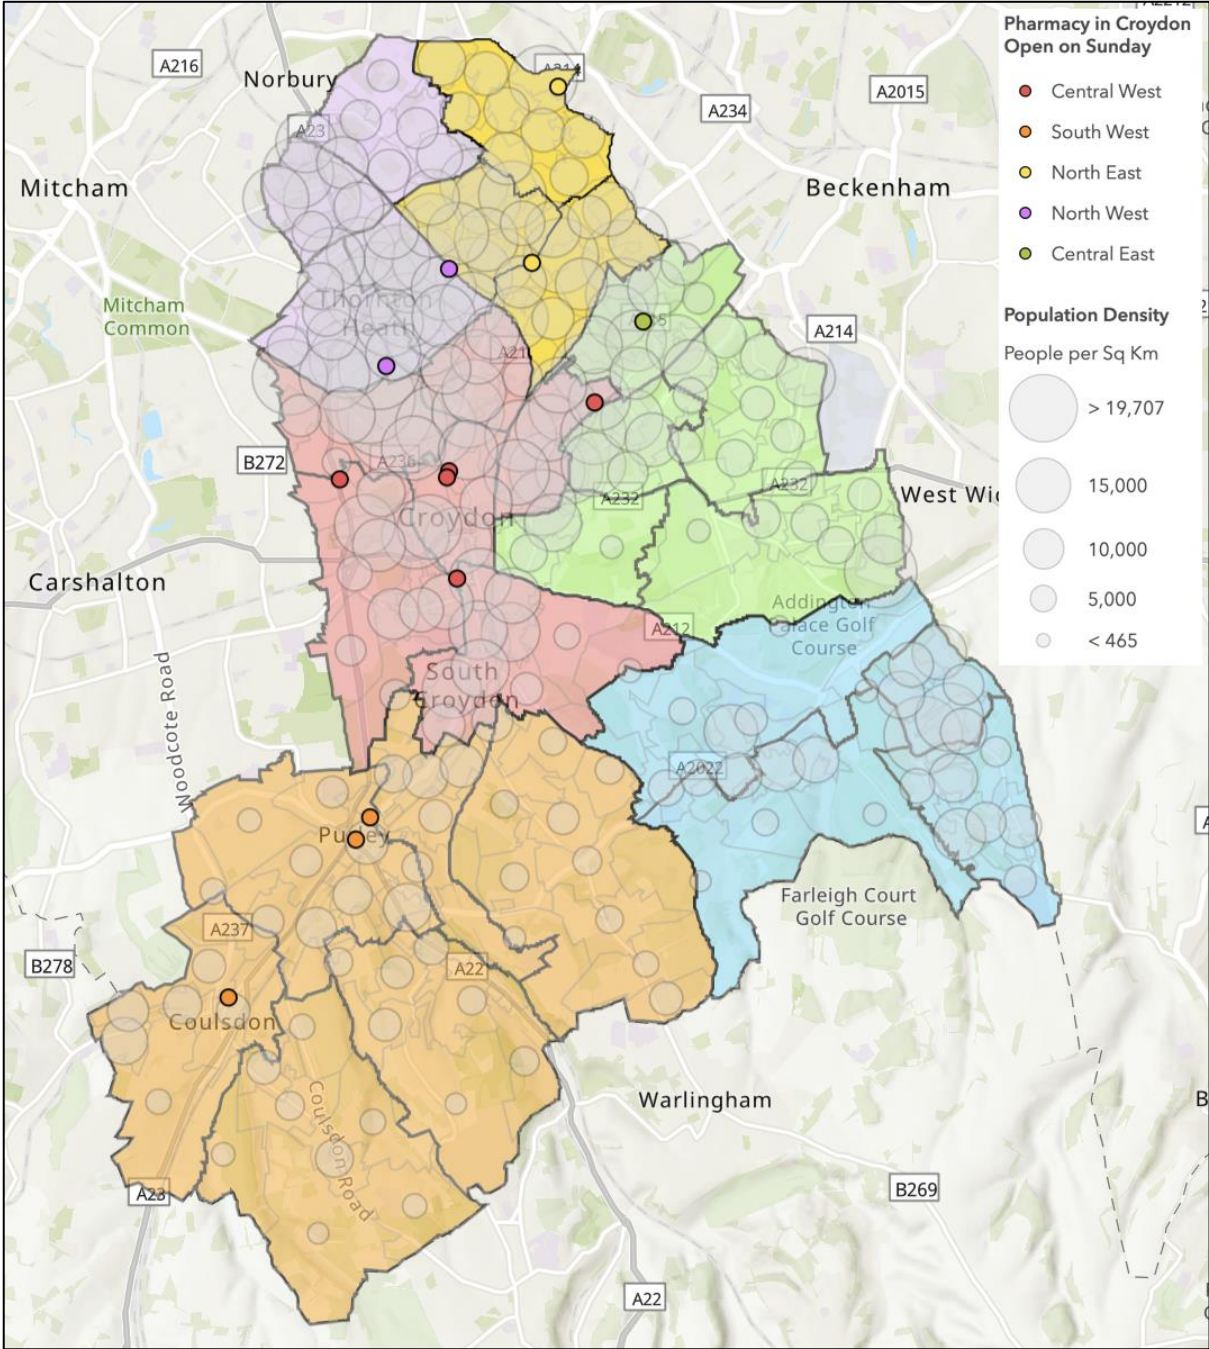 A216
Norbury
A234
A2015
Pharmacy in Croydon
Open on Sunday
Central West
South West
North East
North West
Central East
Population Density
People per Sq Km
> 19,707
15,000
10,000
5,000
< 465
A23
Mitcham
Beckenham
Mitcham
Common
Thornton
Heath
A214
B272
A236
A232
A232
West Wic
Croydon
Carshalton
Addington
Palace Golf
Course
A212
South
Croydon
Woodcote Road
A2022
Purley
Farleigh Court
Golf Course
A237
B278
A22
Coulsdon
Coulsdon Road
Warlingham
B269
A23
A22